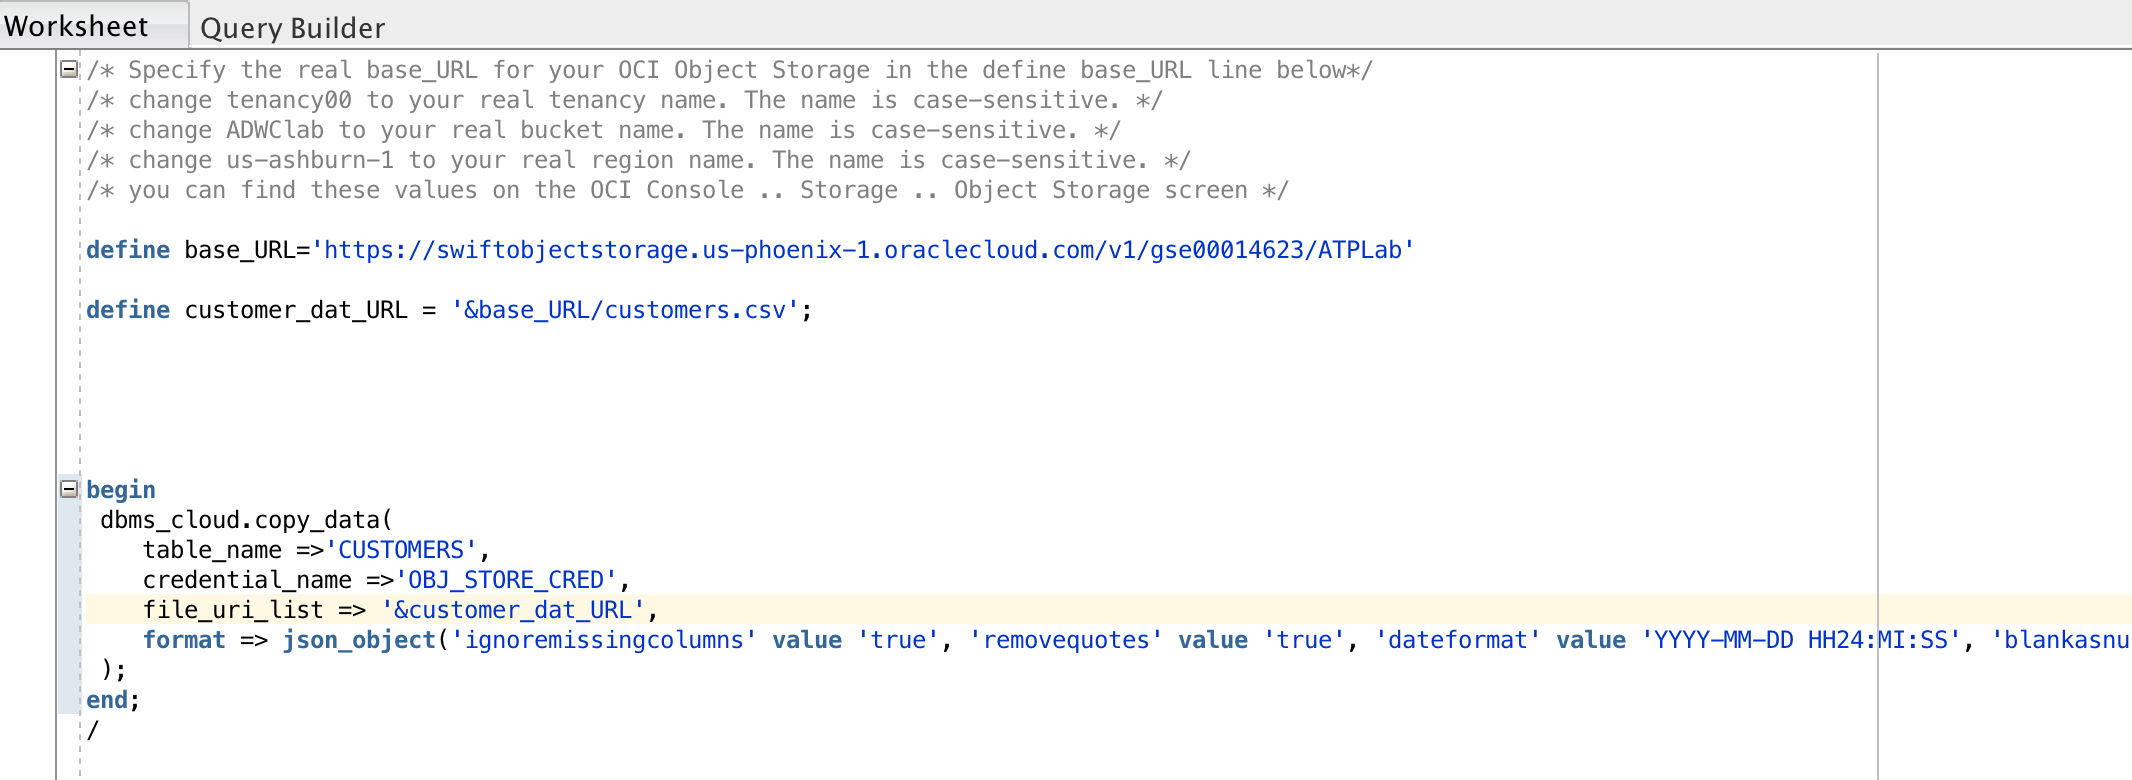 Worksheet Query Builder
/* Specify the real base_URL for your OCI Object Storage in the define base_URL line below*/
/* change tenancy00 to your real tenancy name. The name is case-sensitive. */
/* change ADWClab to your real bucket name. The name is case-sensitive. */
/* change us-ashburn-1 to your real region name. The name is case-sensitive. */
/* you can find these values on the OCI Console .. Storage .. Object Storage screen */
define base_URL='https://swiftobjectstorage.us-phoenix-1.oraclecloud.com/v1/gse00014623/ATPLab'
define customer_dat_URL = '&base_URL/customers.csv';
begin
dbms_cloud.copy_data(
table_name =>'CUSTOMERS',
credential_name =>'OBJ_STORE_CRED',
file_uri_list => '&customer_dat_URL',
format => json_object('ignoremissingcolumns' value 'true', 'removequotes' value 'true', 'dateformat' value 'YYYY-MM-DD HH24:MI:SS', 'blankasnu
);
end;
/